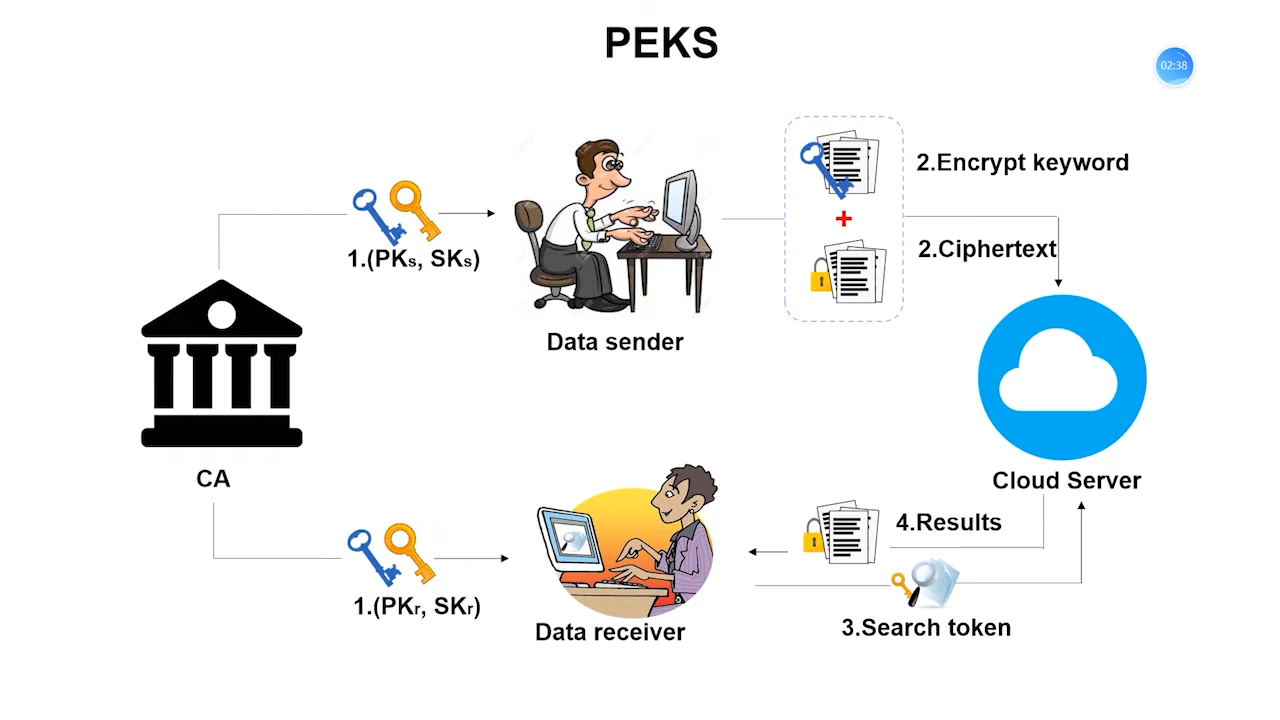 PEKS
02:38
2.Encrypt keyword
2.Ciphertext
1.(PKs, SKs)
Data sender
CA
Cloud Server
4.Results
1.(PKr, SKr)
Data receiver
3.Search token